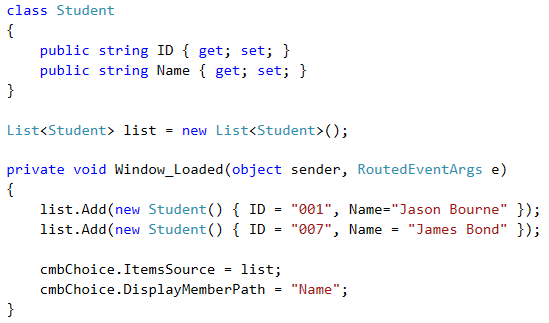 class Student
{
    public string ID { get; set; }
    public string Name { get; set; }
}

List<Student> list = new List<Student>();

private void Window_Loaded(object sender, RoutedEventArgs e)
{
    list.Add(new Student() { ID = "001", Name="Jason Bourne" });
    list.Add(new Student() { ID = "007", Name = "James Bond" });

    cmbChoice.ItemsSource = list;
    cmbChoice.DisplayMemberPath = "Name";
}